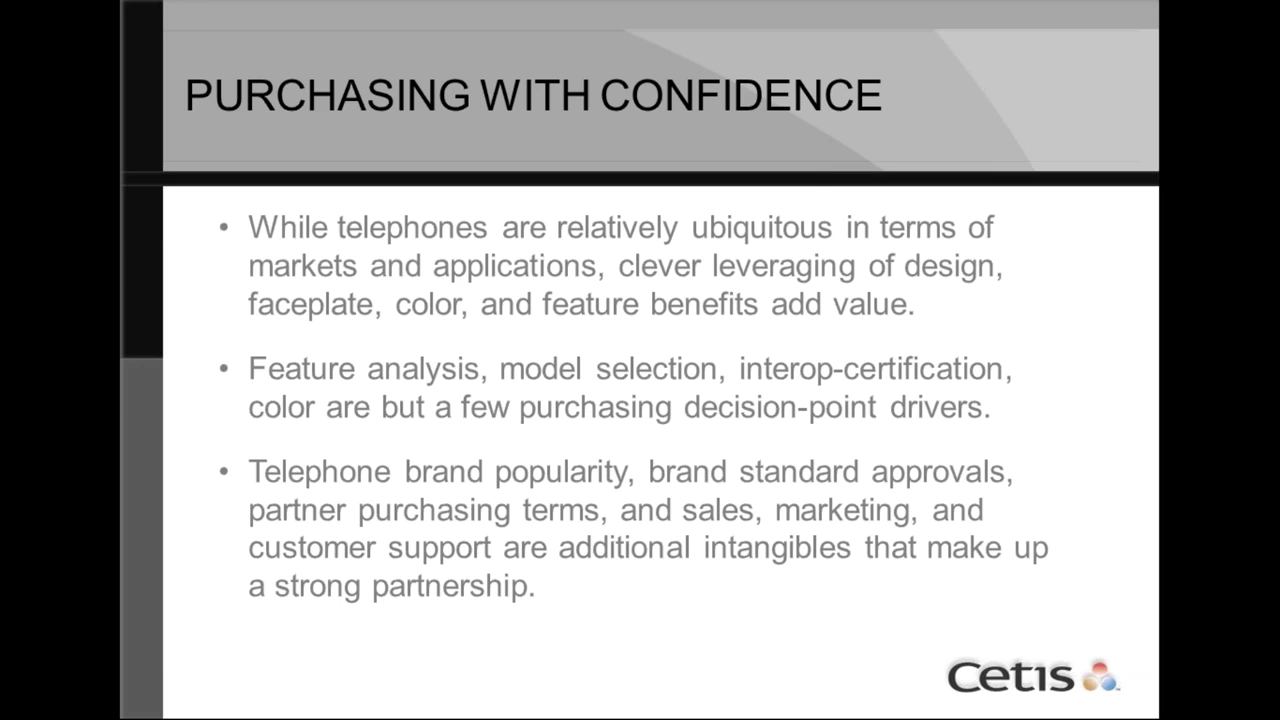 PURCHASING WITH CONFIDENCE
• While telephones are relatively ubiquitous in terms of
markets and applications, clever leveraging of design,
faceplate, color, and feature benefits add value.
• Feature analysis, model selection, interop-certification,
color are but a few purchasing decision-point drivers.
• Telephone brand popularity, brand standard approvals,
partner purchasing terms, and sales, marketing, and
customer support are additional intangibles that make up
a strong partnership.
Cetis